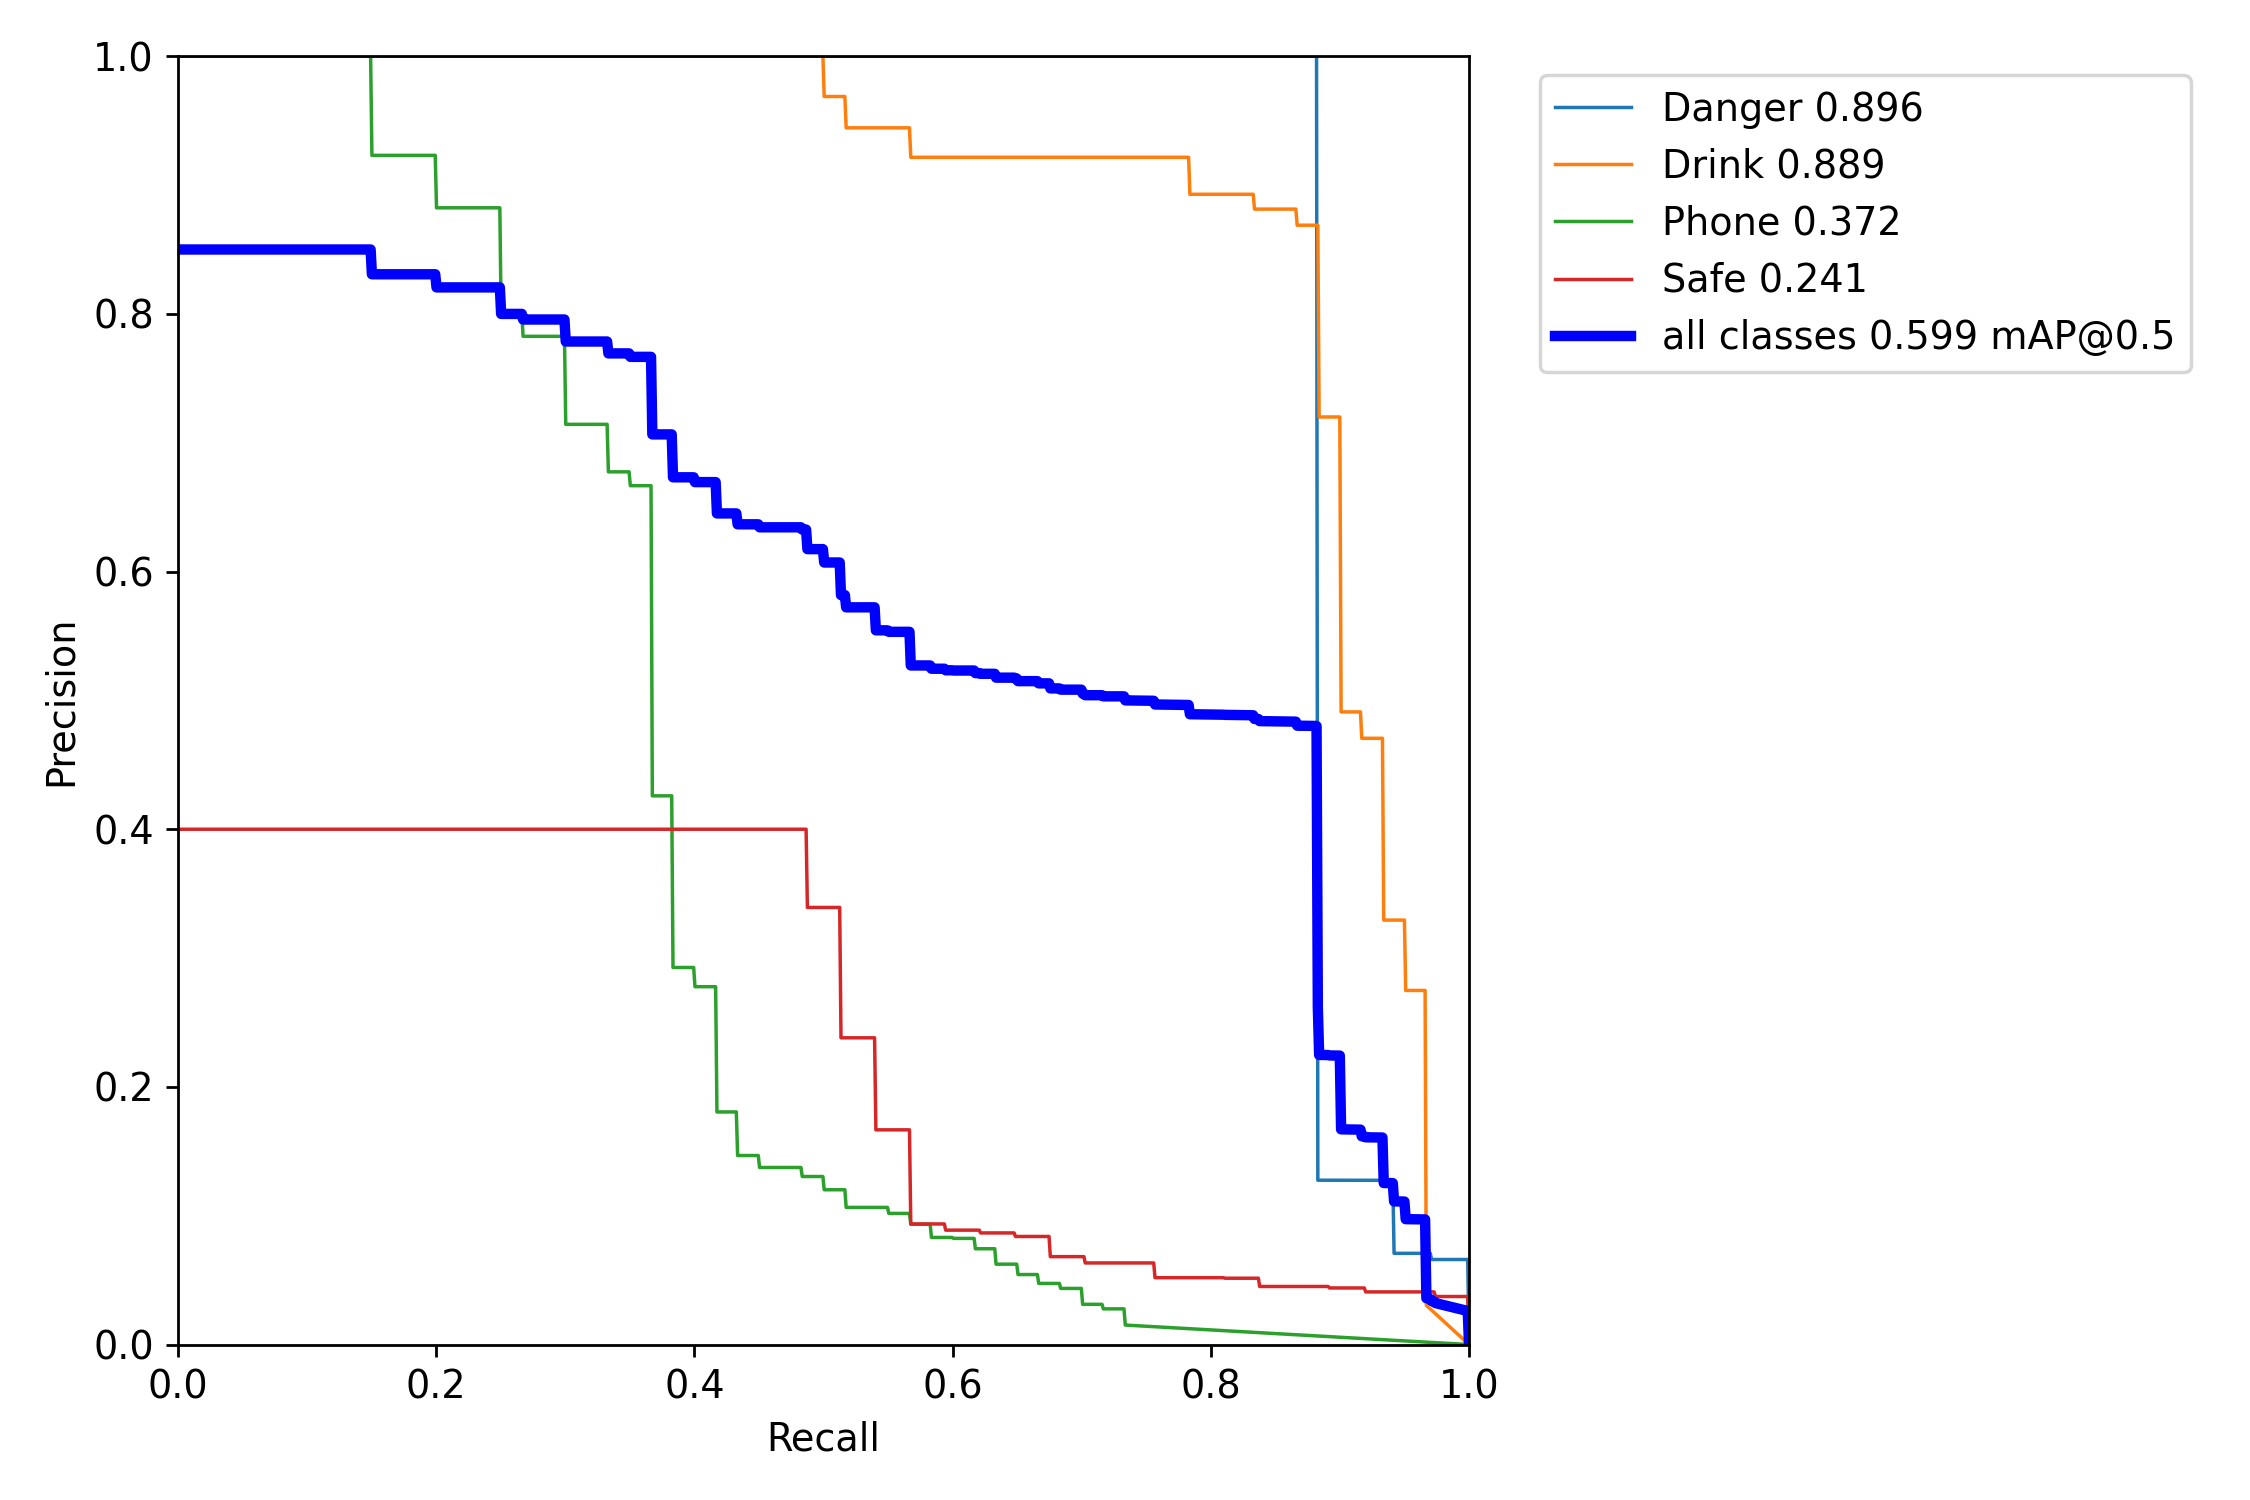 1.0
0.8
0.6
0.4
0.2
0.0
0.0 0.2 0.4 0.6 0.8 1.0
Precision
Recall
Danger 0.896
Drink 0.889
Phone 0.372
Safe 0.241
all classes 0.599 mAP@0.5